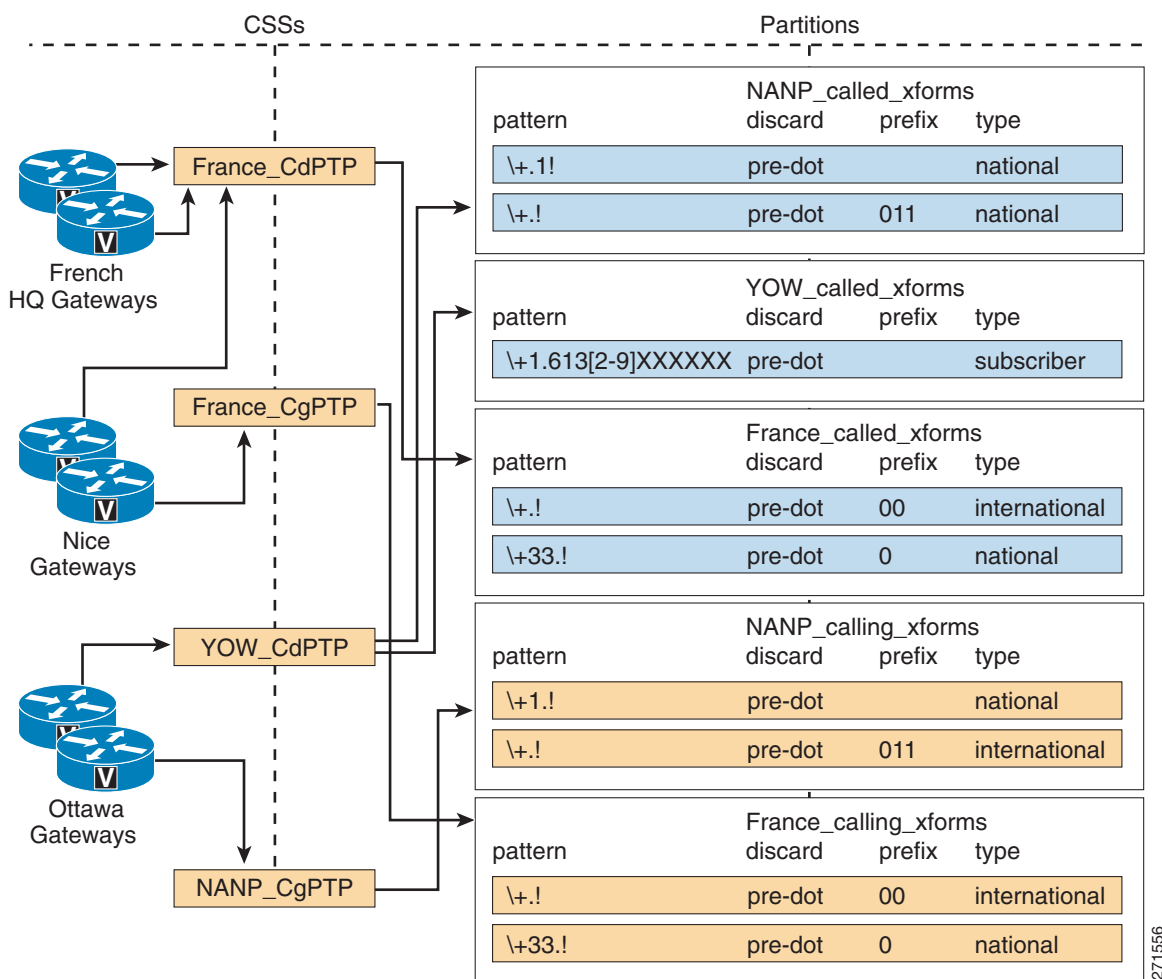 CSSs
Partitions
French
HQ Gateways
Nice
Gateways
Ottawa
Gateways
V
V
V
V
V
V
France_CdPTP
France_CgPTP
YOW_CdPTP
NANP_CgPTP
NANP_called_xforms
pattern discard prefix type
\+.1! pre-dot national
\+.! pre-dot 011 national
YOW_called_xforms
pattern discard prefix type
\+1.613[2-9]XXXXXX pre-dot subscriber
France_called_xforms
pattern discard prefix type
\+.! pre-dot 00 international
\+33.! pre-dot 0 national
NANP_calling_xforms
pattern discard prefix type
\+1.! pre-dot national
\+.! pre-dot 011 international
France_calling_xforms
pattern discard prefix type
\+.! pre-dot 00 international
\+33.! pre-dot 0 national
271556